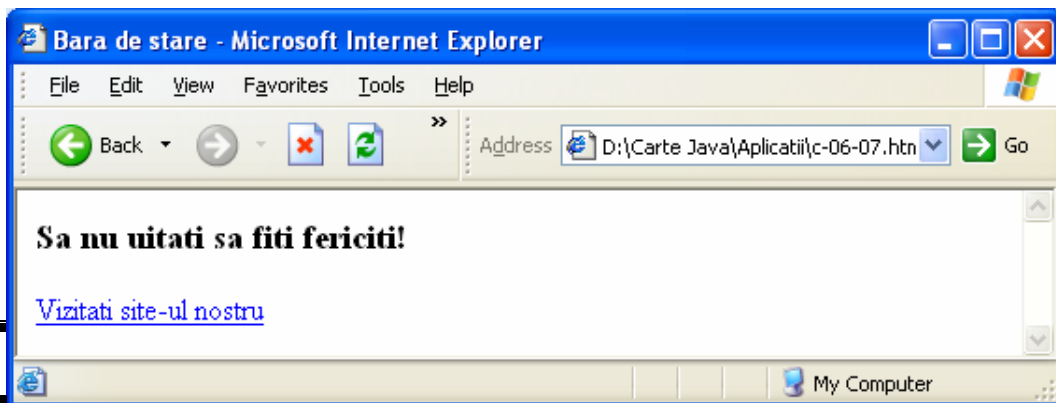 Bara de stare - Microsoft Internet Explorer
File Edit View Favorites Tools Help
Back » Address D:\Carte Java\Aplicatii\c-06-07.htn Go
Sa nu uitati sa fiti fericiti!
Vizitati site-ul nostru
My Computer